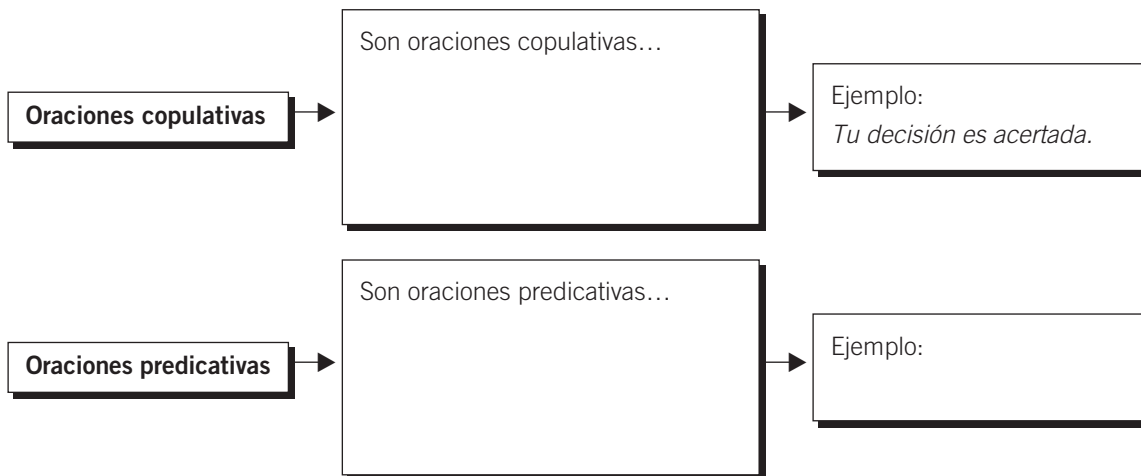 Oraciones copulativas
Son oraciones copulativas…
Ejemplo:
Tu decisión es acertada.
Oraciones predicativas
Son oraciones predicativas…
Ejemplo: